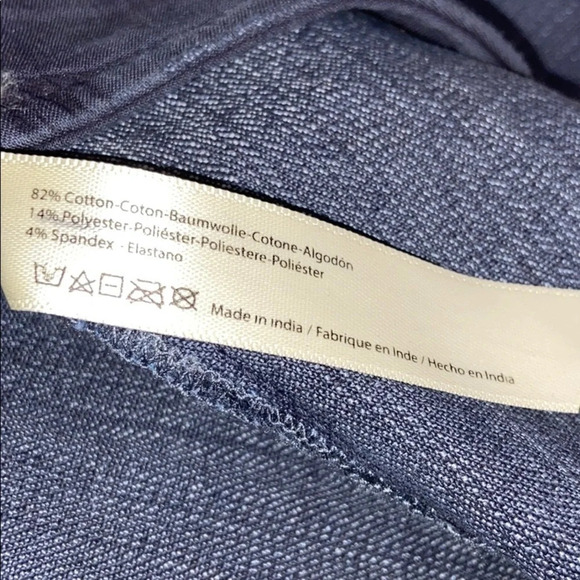 82% Cotton-Coton-Baumwolle-Cotone-Algodón
14% Polyester-Poliéster-Poliestere-Poliéster
4% Spandex - Elastano
Made in India / Fabrique en Inde / Hecho en India